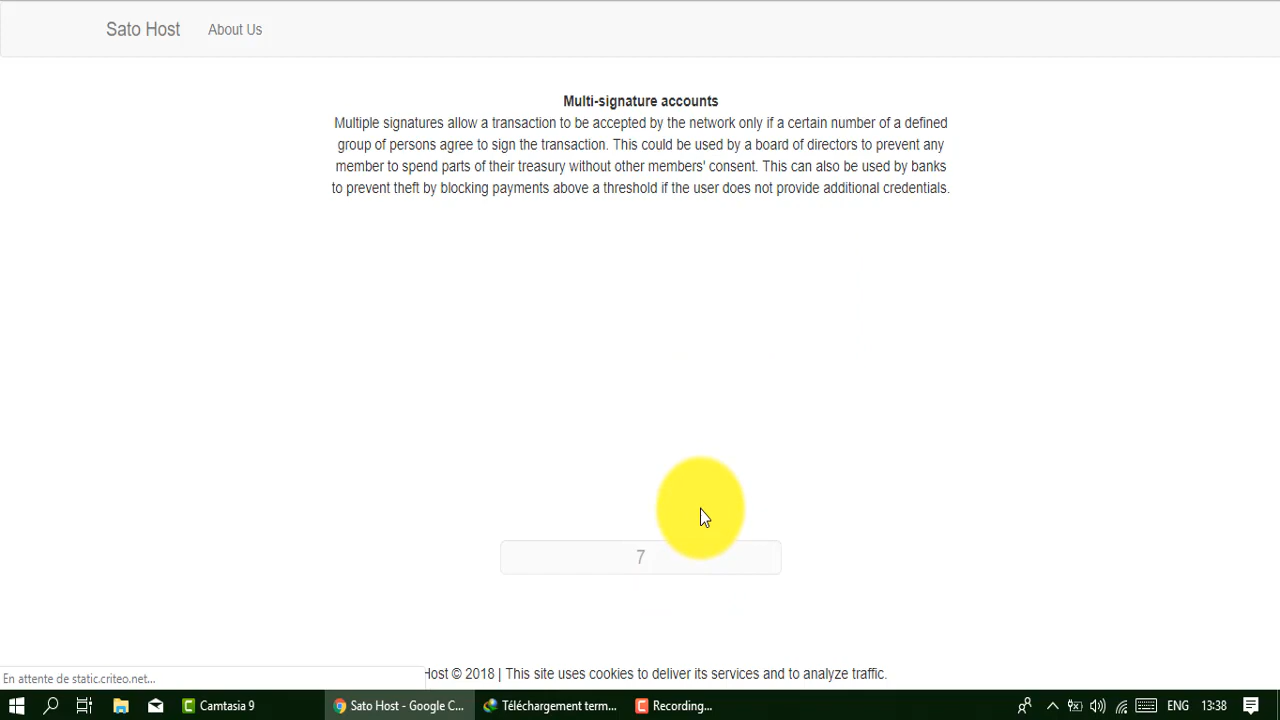 Sato Host About Us
Multi-signature accounts
Multiple signatures allow a transaction to be accepted by the network only if a certain number of a defined
group of persons agree to sign the transaction. This could be used by a board of directors to prevent any
member to spend parts of their treasury without other members' consent. This can also be used by banks
to prevent theft by blocking payments above a threshold if the user does not provide additional credentials.
7
Host © 2018 | This site uses cookies to deliver its services and to analyze traffic.
En attente de static.criteo.net...
Camtasia 9 Sato Host - Google C... Téléchargement term... Recording... ENG 13:38